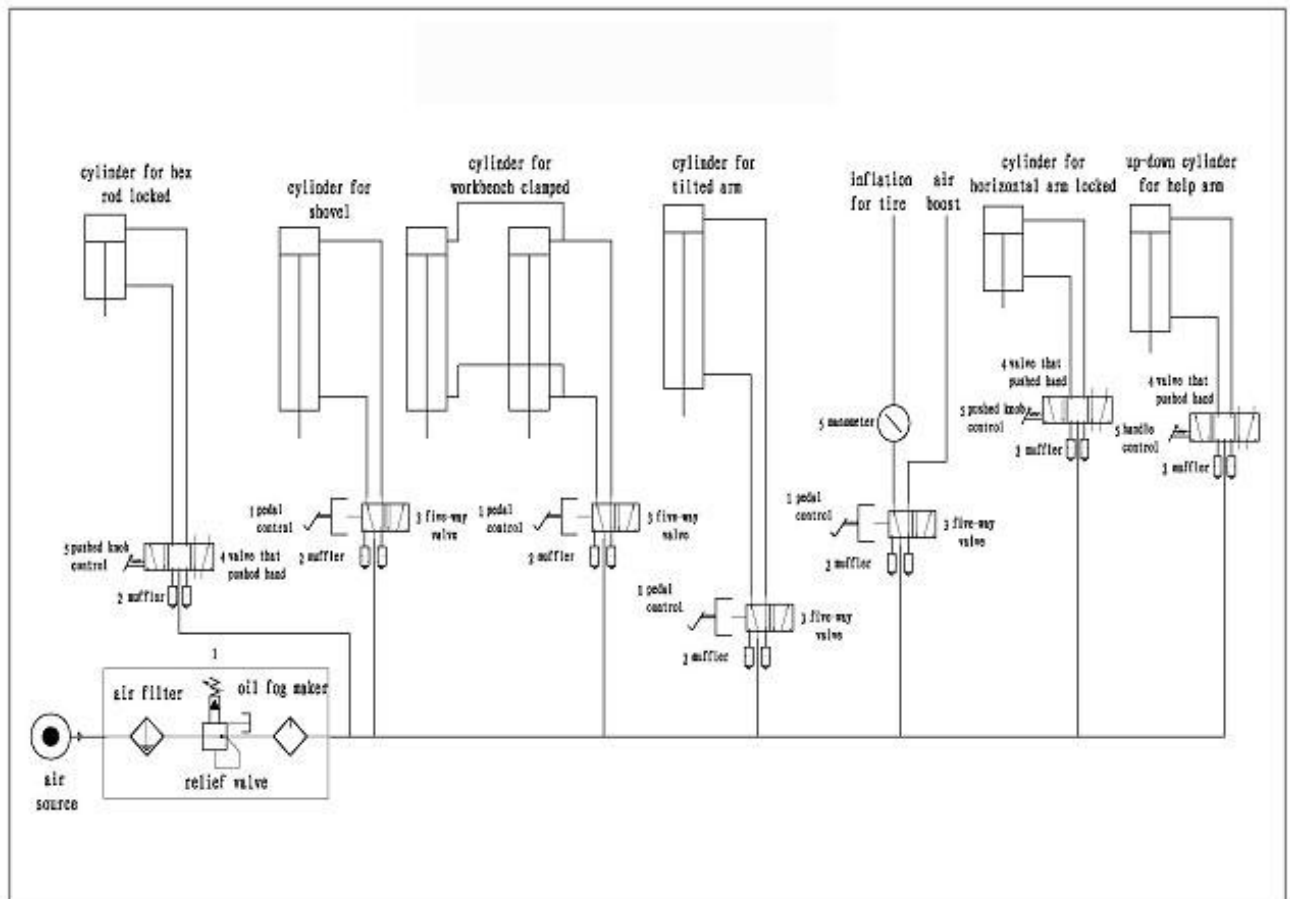 cylinder for hex
rod locked
cylinder for
shovel
cylinder for
workbench clamped
cylinder for
tilted arm
inflation
for tire
air
boost
cylinder for
horizontal arm locked
up-down cylinder
for help arm
4 valve that
pushed hand
5 pushed knob
control
2 muffler
4 valve that
pushed hand
5 handle
control
2 muffler
5 manometer
1 pedal
control
3 five-way
valve
2 muffler
1 pedal
control
3 five-way
valve
2 muffler
1 pedal
control
3 five-way
valve
2 muffler
5 pushed knob
control
4 valve that
pushed hand
2 muffler
1 pedal
control
3 five-way
valve
2 muffler
1
air filter
oil fog maker
relief valve
air
source